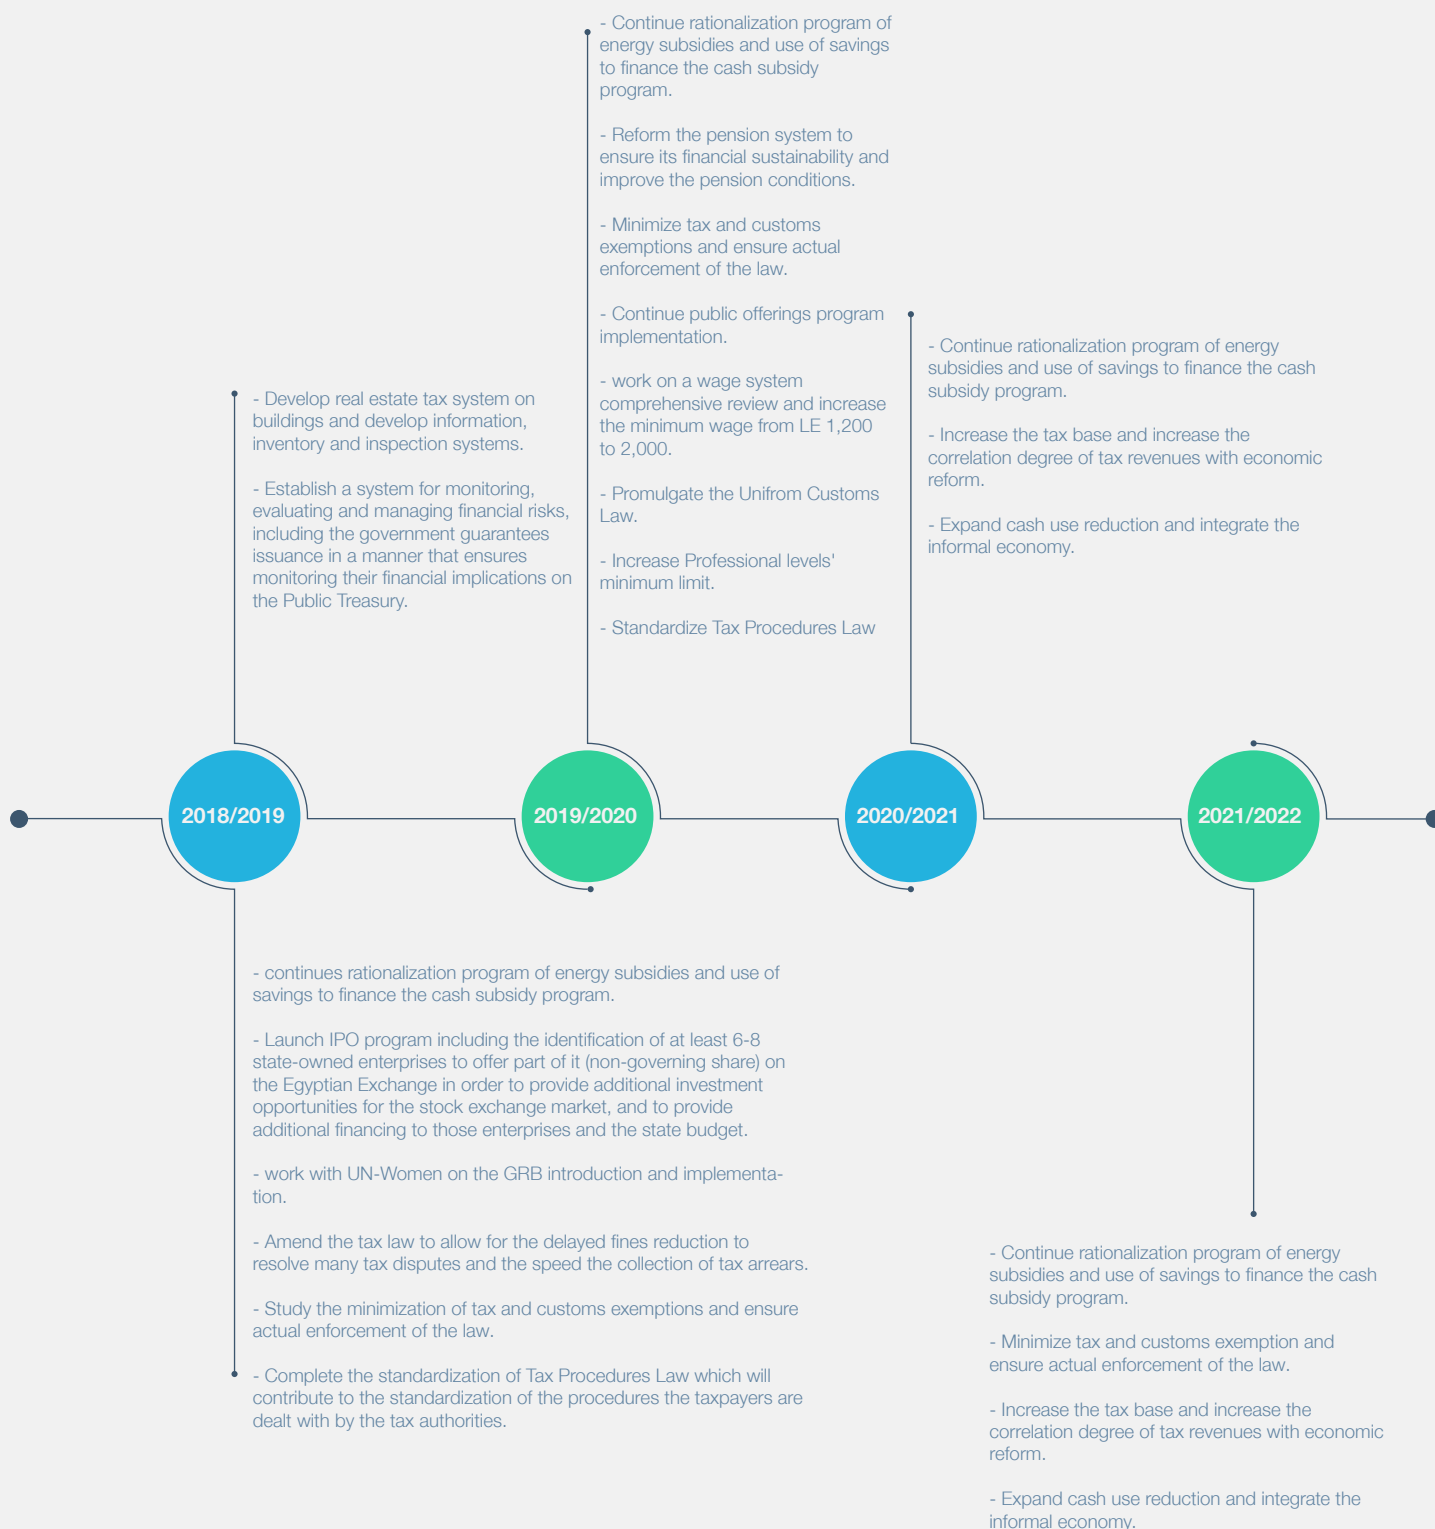 - Continue rationalization program of
energy subsidies and use of savings
to finance the cash subsidy
program.
- Reform the pension system to
ensure its financial sustainability and
improve the pension conditions.
- Minimize tax and customs
exemptions and ensure actual
enforcement of the law.
- Continue public offerings program
implementation.
- work on a wage system
comprehensive review and increase
the minimum wage from LE 1,200
to 2,000.
- Promulgate the Unifrom Customs
Law.
- Increase Professional levels'
minimum limit.
- Standardize Tax Procedures Law
- Continue rationalization program of energy
subsidies and use of savings to finance the cash
subsidy program.
- Increase the tax base and increase the
correlation degree of tax revenues with economic
reform.
- Expand cash use reduction and integrate the
informal economy.
- Develop real estate tax system on
buildings and develop information,
inventory and inspection systems.
- Establish a system for monitoring,
evaluating and managing financial risks,
including the government guarantees
issuance in a manner that ensures
monitoring their financial implications on
the Public Treasury.
2018/2019
2019/2020
2020/2021
2021/2022
- continues rationalization program of energy subsidies and use of
savings to finance the cash subsidy program.
- Launch IPO program including the identification of at least 6-8
state-owned enterprises to offer part of it (non-governing share) on
the Egyptian Exchange in order to provide additional investment
opportunities for the stock exchange market, and to provide
additional financing to those enterprises and the state budget.
- work with UN-Women on the GRB introduction and implementa-
tion.
- Amend the tax law to allow for the delayed fines reduction to
resolve many tax disputes and the speed the collection of tax arrears.
- Study the minimization of tax and customs exemptions and ensure
actual enforcement of the law.
- Complete the standardization of Tax Procedures Law which will
contribute to the standardization of the procedures the taxpayers are
dealt with by the tax authorities.
- Continue rationalization program of energy
subsidies and use of savings to finance the cash
subsidy program.
- Minimize tax and customs exemption and
ensure actual enforcement of the law.
- Increase the tax base and increase the
correlation degree of tax revenues with economic
reform.
- Expand cash use reduction and integrate the
informal economy.